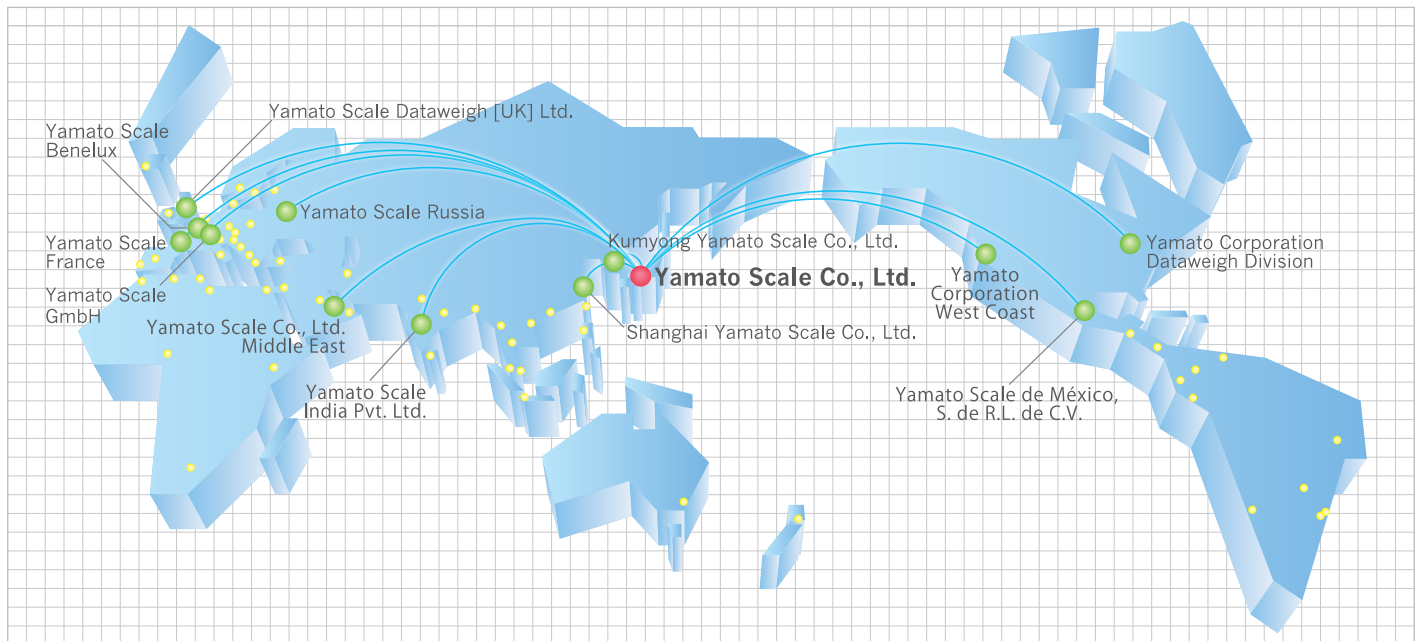 Yamato Scale Dataweigh [UK] Ltd.
Yamato Scale
Benelux
Yamato Scale Russia
Yamato Scale
France
Yamato Scale
GmbH
Yamato Scale Co., Ltd.
Middle East
Yamato Scale
India Pvt. Ltd.
Kumyong Yamato Scale Co., Ltd.
Yamato Scale Co., Ltd.
Shanghai Yamato Scale Co., Ltd.
Yamato
Corporation
West Coast
Yamato Corporation
Dataweigh Division
Yamato Scale de México,
S. de R.L. de C.V.